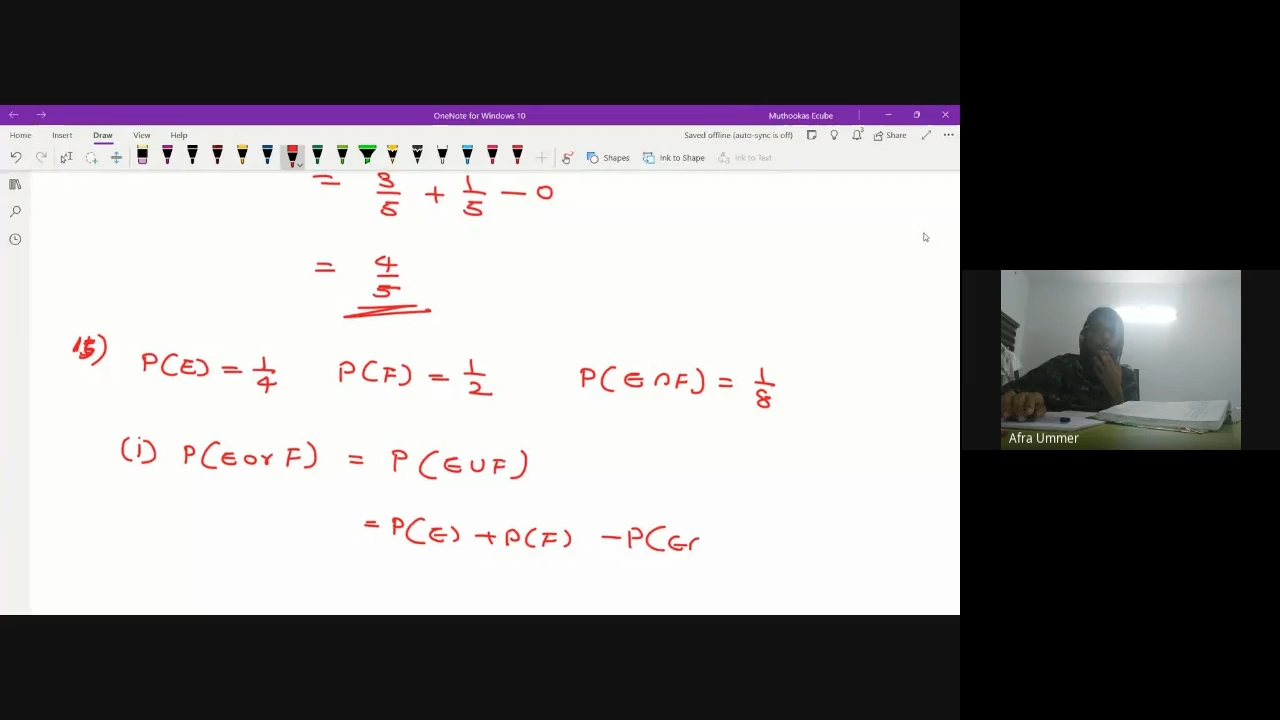 OneNote for Windows 10
Muthookas Ecube
Home Insert Draw View Help
Saved offline (auto-sync is off) Share
Shapes Ink to Shape Ink to Text
= 3/5 + 1/5 - 0
= 4/5
15) P(E) = 1/4 P(F) = 1/2 P(E∩F) = 1/8
(i) P(E or F) = P(E∪F)
= P(E) + P(F) - P(E∩
Afra Ummer